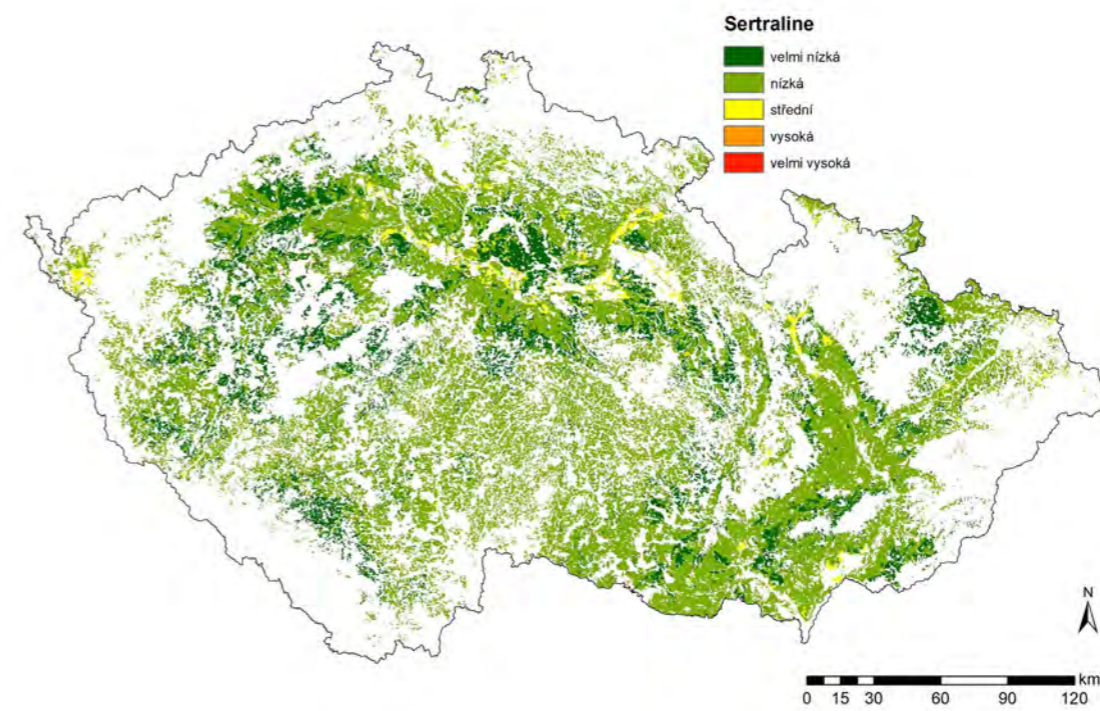 Sertraline
velmi nízká
nízká
střední
vysoká
velmi vysoká
N
km
0 15 30 60 90 120